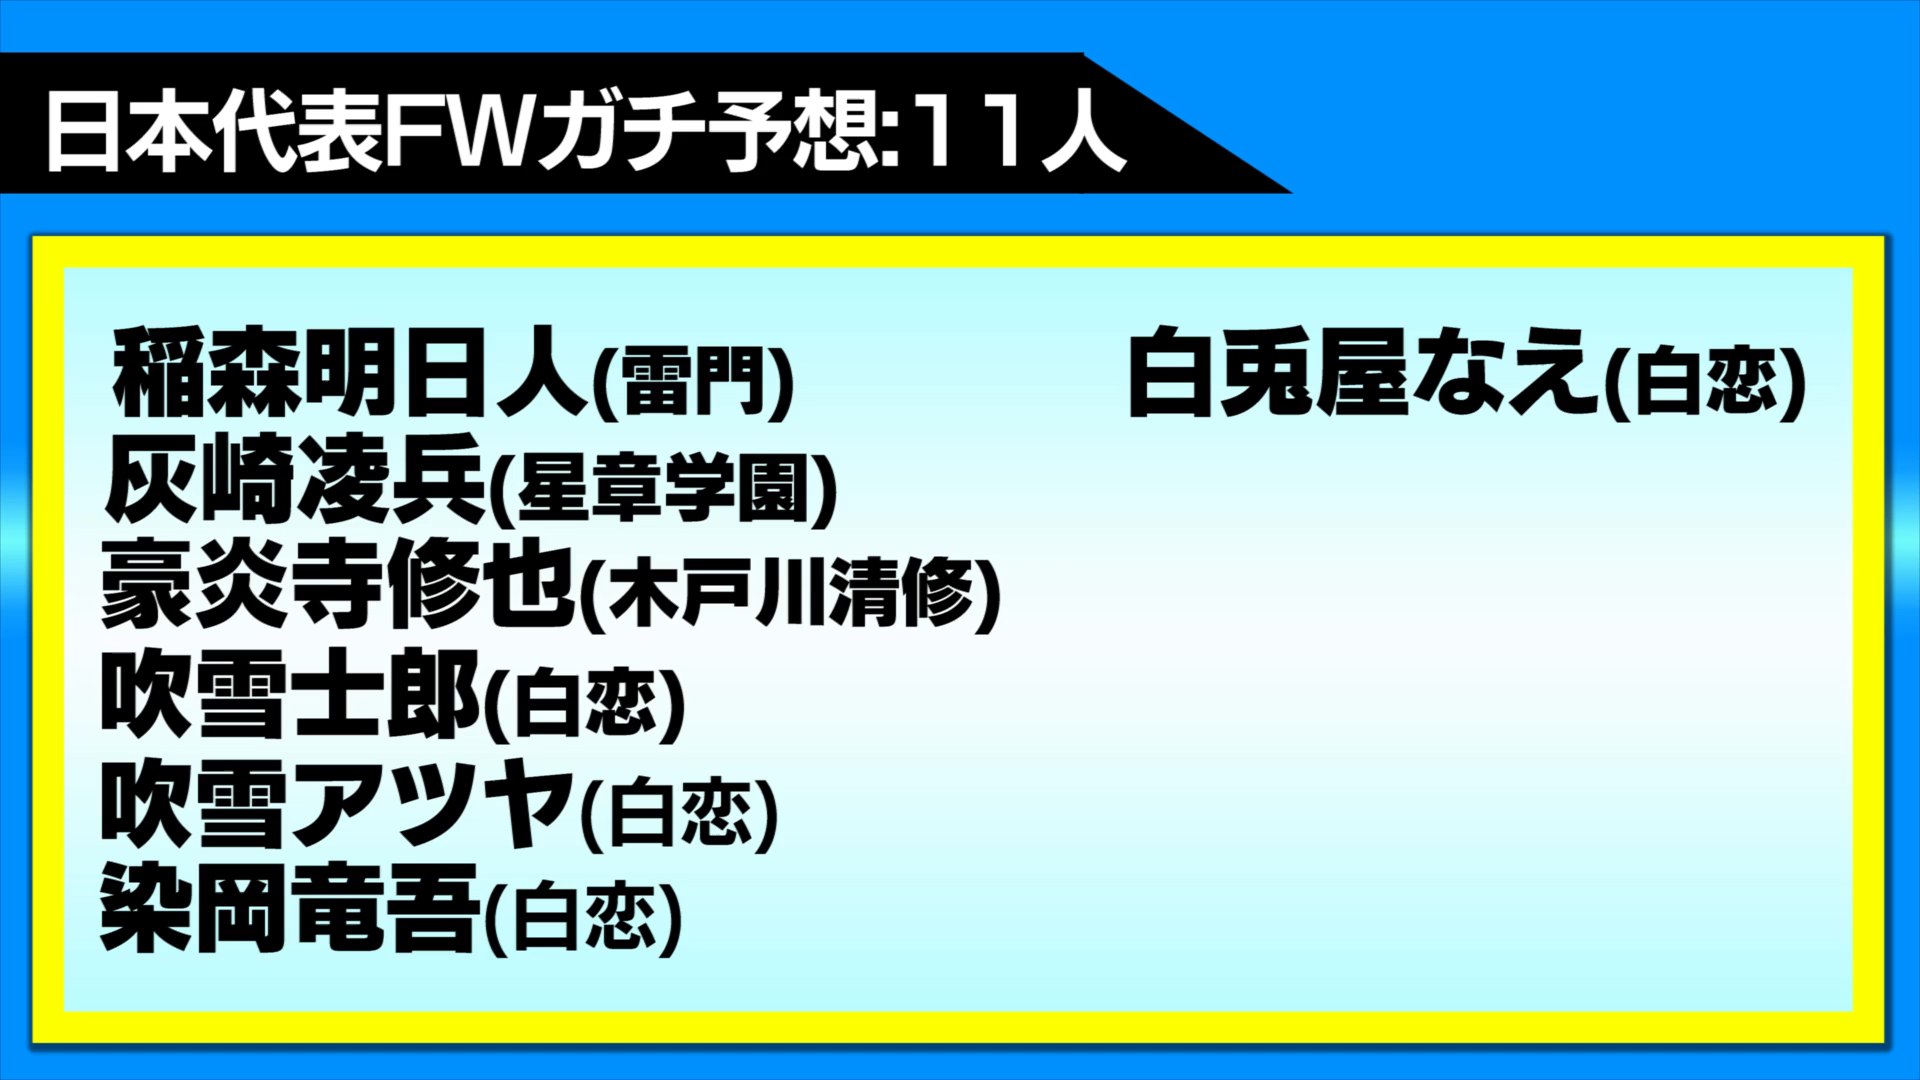 日本代表FWガチ予想:11人
稲森明日人(雷門)
灰崎凌兵(星章学園)
豪炎寺修也(木戸川清修)
吹雪士郎(白恋)
吹雪アツヤ(白恋)
染岡竜吾(白恋)
白兎屋なえ(白恋)